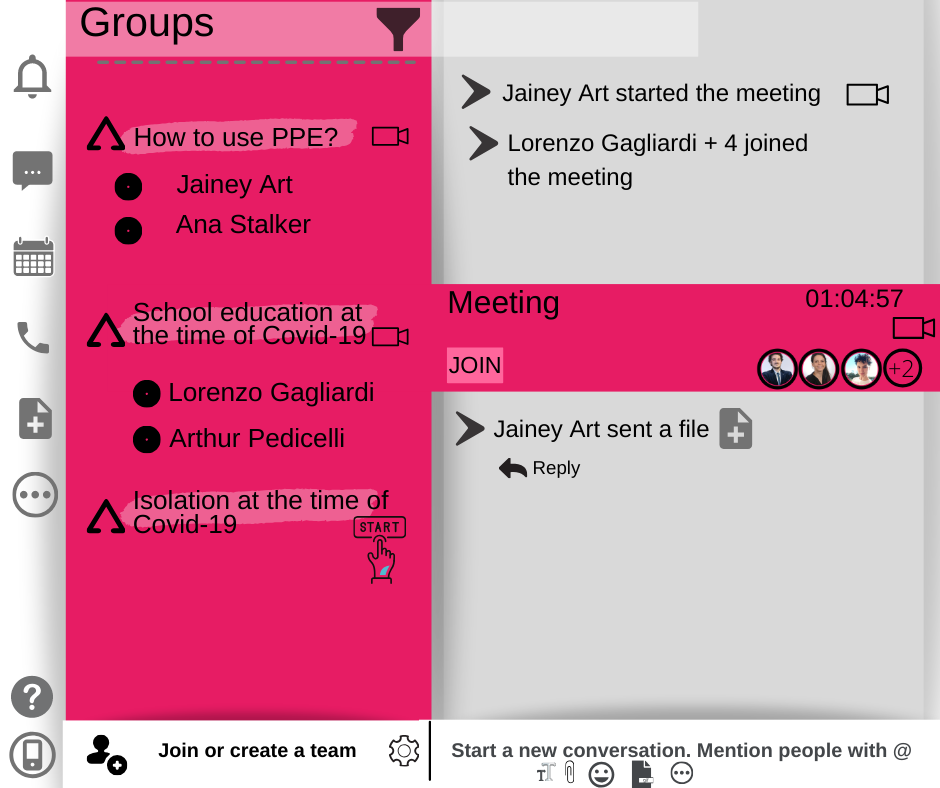 Groups
How to use PPE?
Jainey Art
Ana Stalker
School education at
the time of Covid-19
Lorenzo Gagliardi
Arthur Pedicelli
Isolation at the time of
Covid-19
START
Join or create a team
Jainey Art started the meeting
Lorenzo Gagliardi + 4 joined
the meeting
Meeting
01:04:57
JOIN
+2
Jainey Art sent a file
Reply
Start a new conversation. Mention people with @
TT